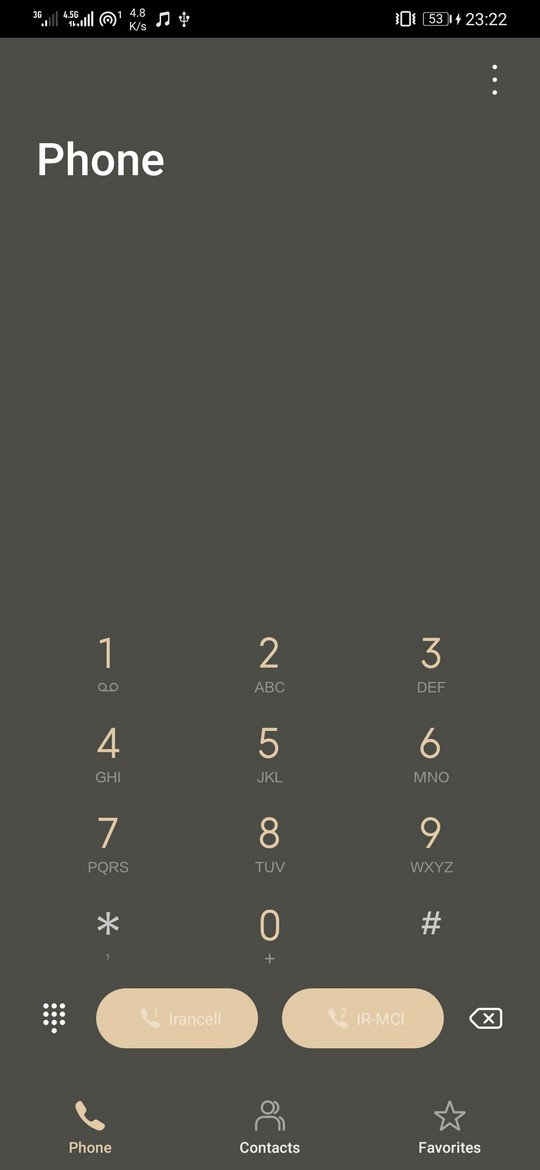 3G 4.5G 1 4.8 K/s 53 23:22
Phone
1 2 3
ABC DEF
4 5 6
GHI JKL MNO
7 8 9
PQRS TUV WXYZ
* 0 #
, +
1 Irancell 2 IR-MCI
Phone Contacts Favorites